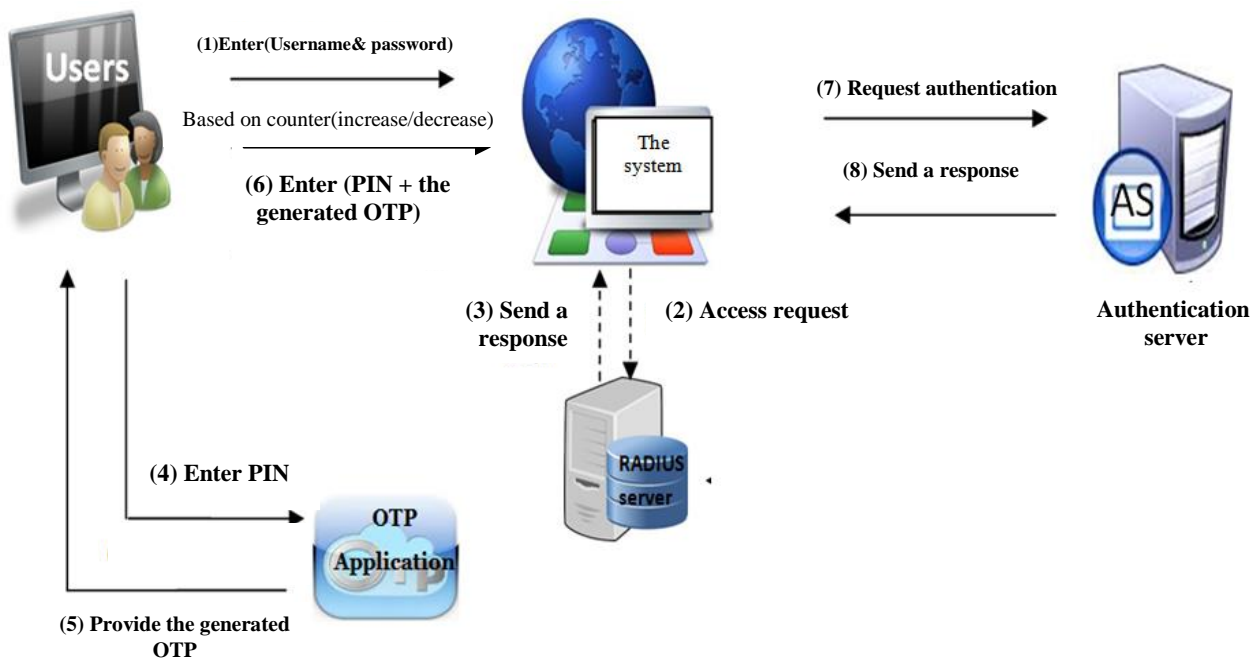 Users
(1)Enter(Username& password)
Based on counter(increase/decrease)
(6) Enter (PIN + the
generated OTP)
The
system
(7) Request authentication
(8) Send a response
AS
Authentication
server
(3) Send a
response
(2) Access request
RADIUS
server
(4) Enter PIN
OTP
Application
OTP
(5) Provide the generated
OTP